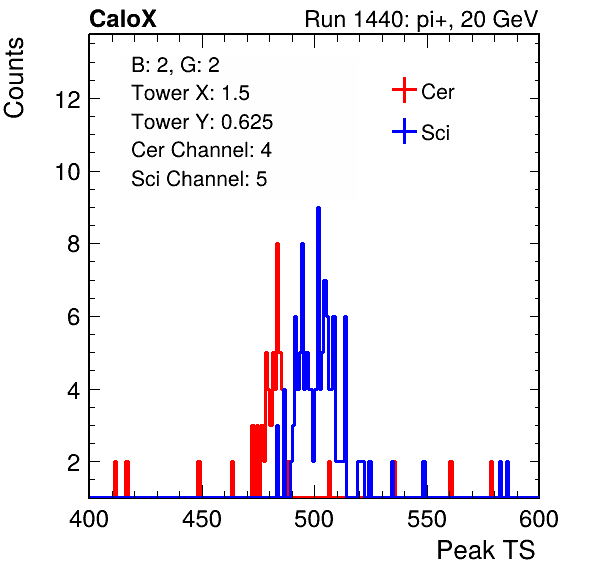 CaloX Run 1440: pi+, 20 GeV
Counts
B: 2, G: 2
Tower X: 1.5
Tower Y: 0.625
Cer Channel: 4
Sci Channel: 5
Cer
Sci
12
10
8
6
4
2
400 450 500 550 600
Peak TS